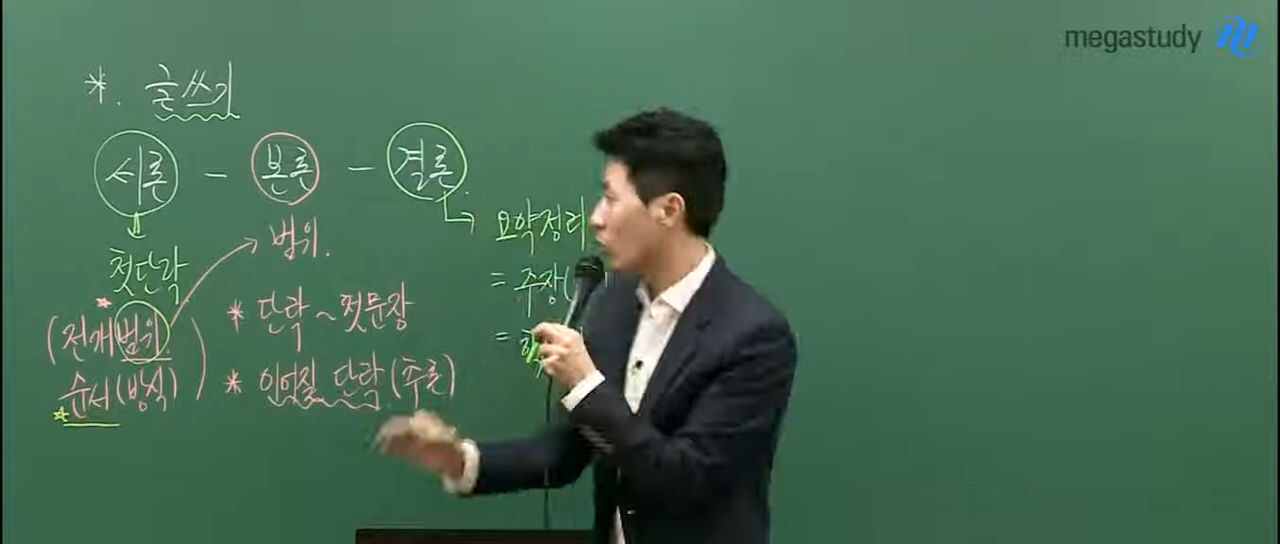 megastudy
*. 글쓰기
서론 - 본론 - 결론
첫단락
범위.
요약정리
(전개범위.
순서(방식))
* 단락 ~ 첫문장
* 이어질 단락 (추론)
= 주장(
=